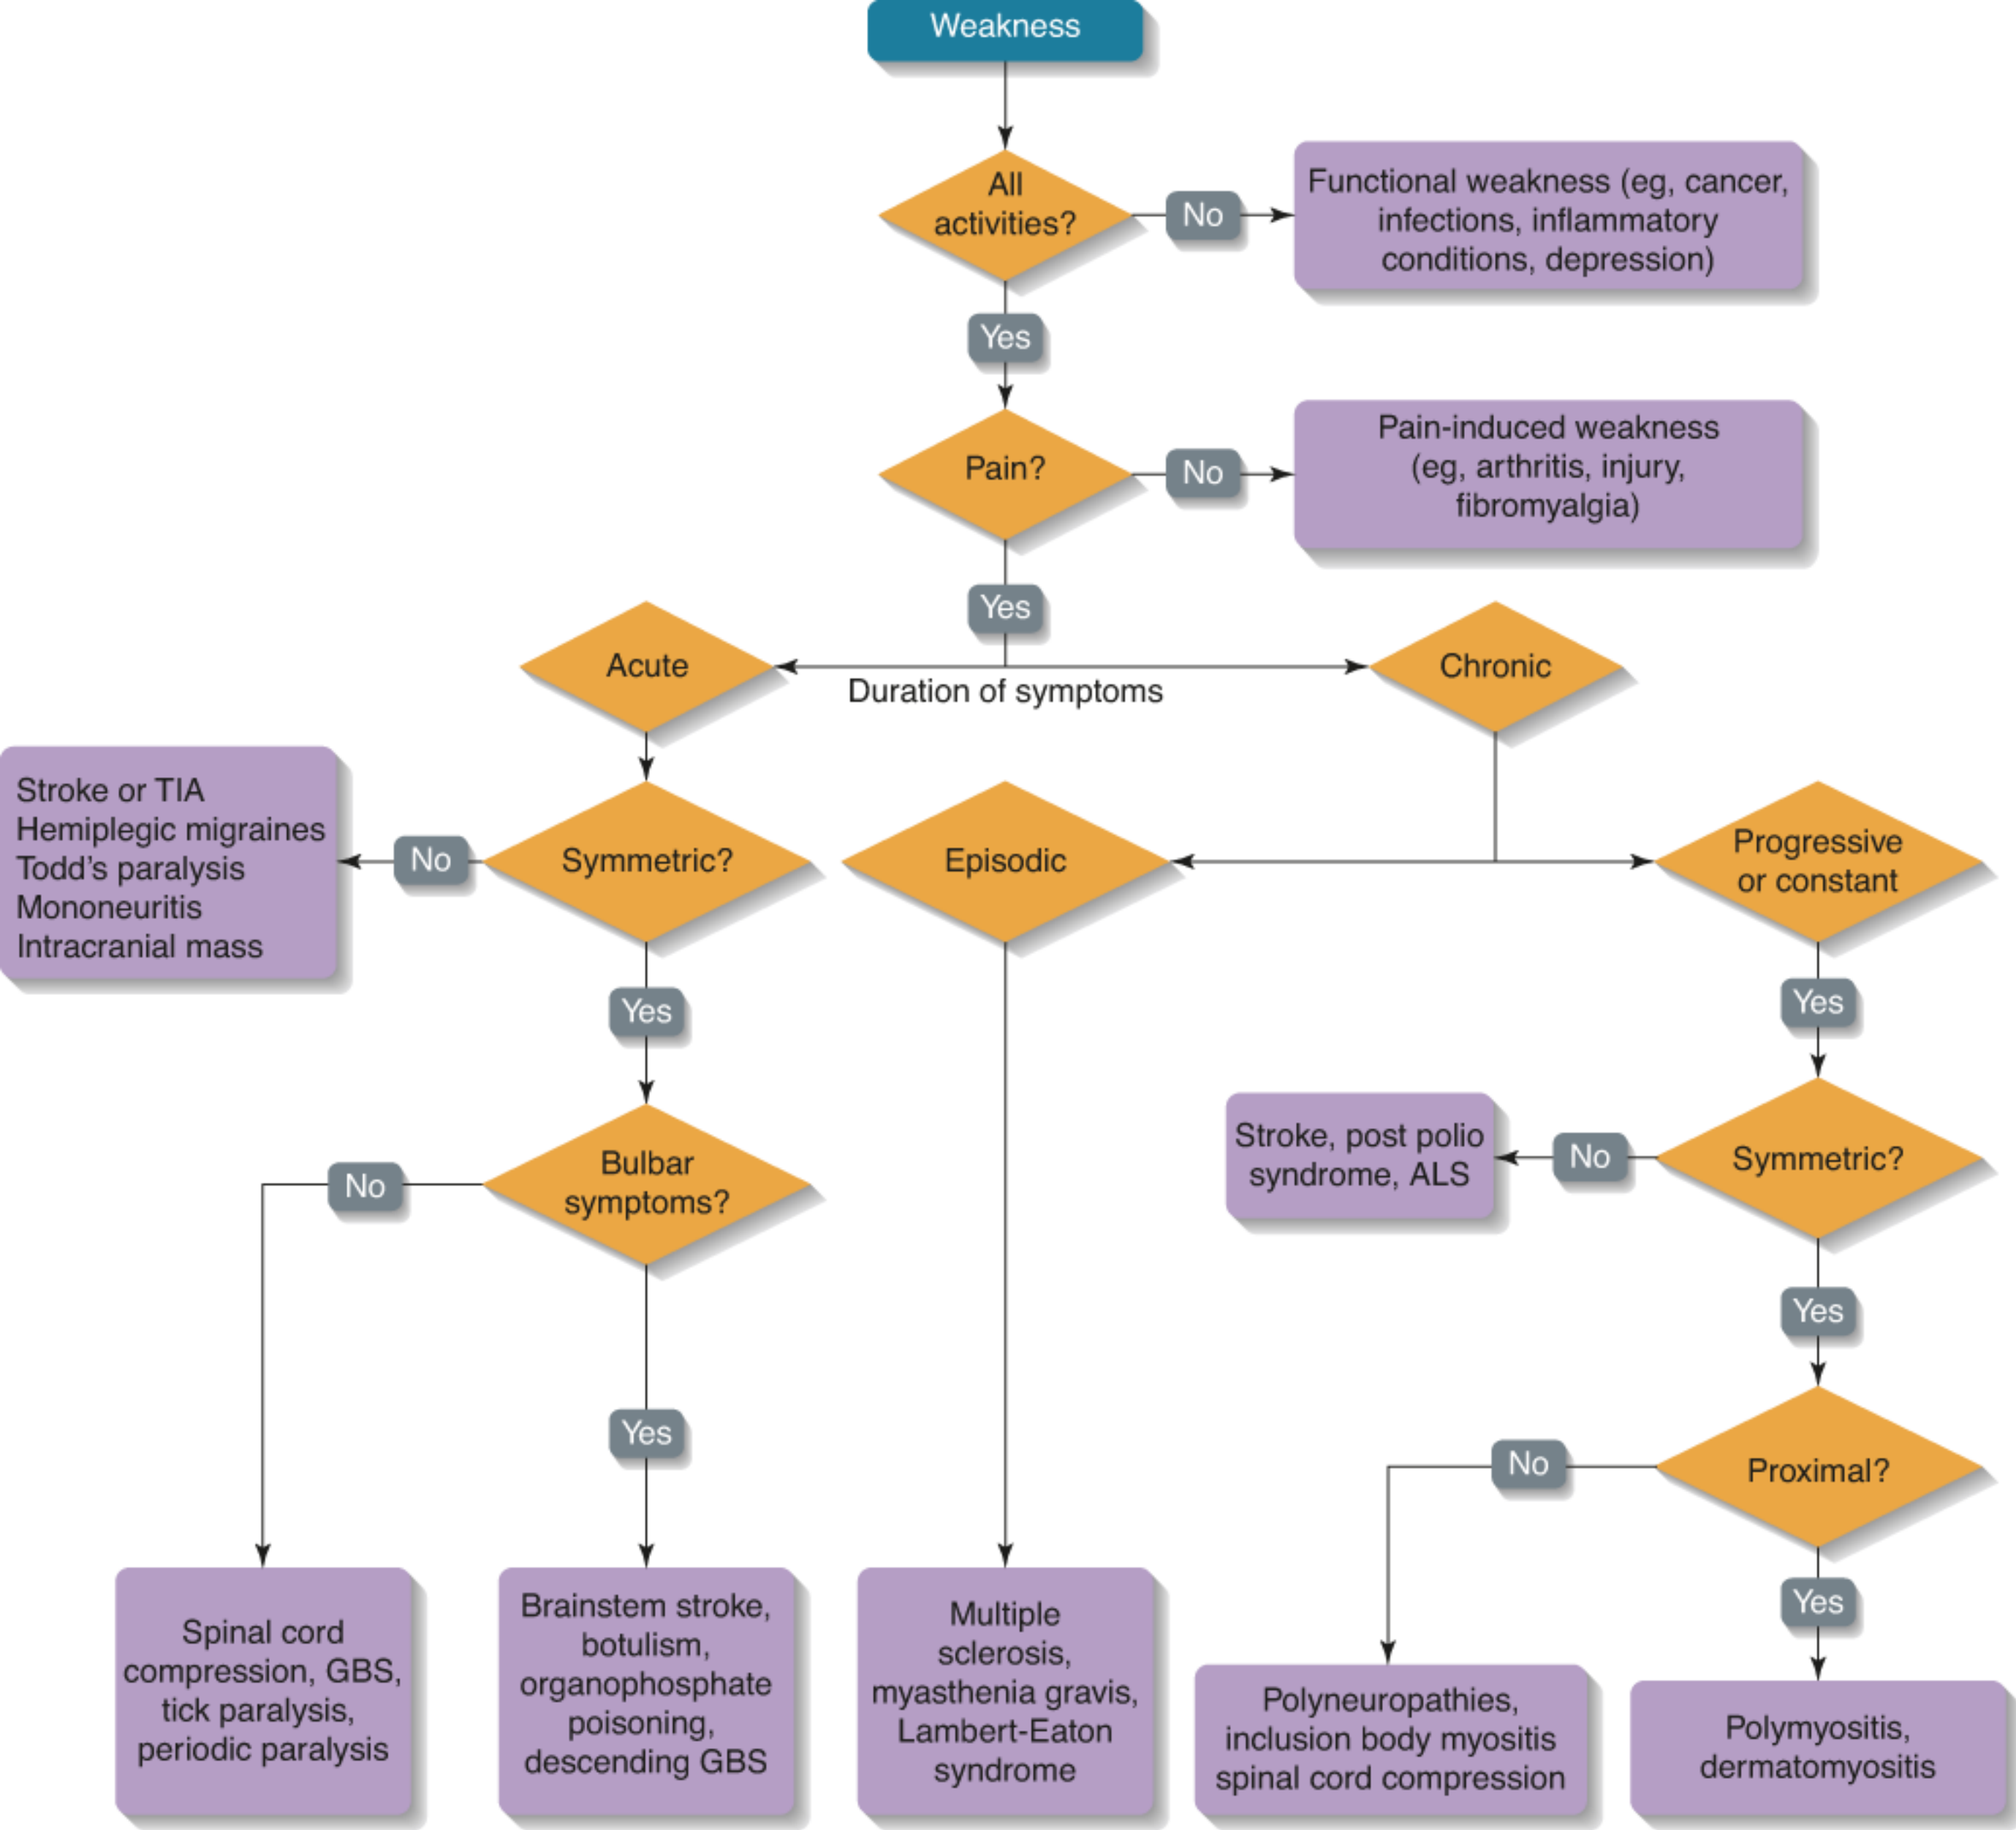 Weakness
All
activities?
No
Functional weakness (eg, cancer,
infections, inflammatory
conditions, depression)
Yes
Pain?
No
Pain-induced weakness
(eg, arthritis, injury,
fibromyalgia)
Yes
Acute
Duration of symptoms
Chronic
Stroke or TIA
Hemiplegic migraines
Todd's paralysis
Mononeuritis
Intracranial mass
No
Symmetric?
Episodic
Progressive
or constant
Yes
Yes
Bulbar
symptoms?
No
Stroke, post polio
syndrome, ALS
No
Symmetric?
Yes
Yes
No
Proximal?
Yes
Spinal cord
compression, GBS,
tick paralysis,
periodic paralysis
Brainstem stroke,
botulism,
organophosphate
poisoning,
descending GBS
Multiple
sclerosis,
myasthenia gravis,
Lambert-Eaton
syndrome
Polyneuropathies,
inclusion body myositis
spinal cord compression
Polymyositis,
dermatomyositis